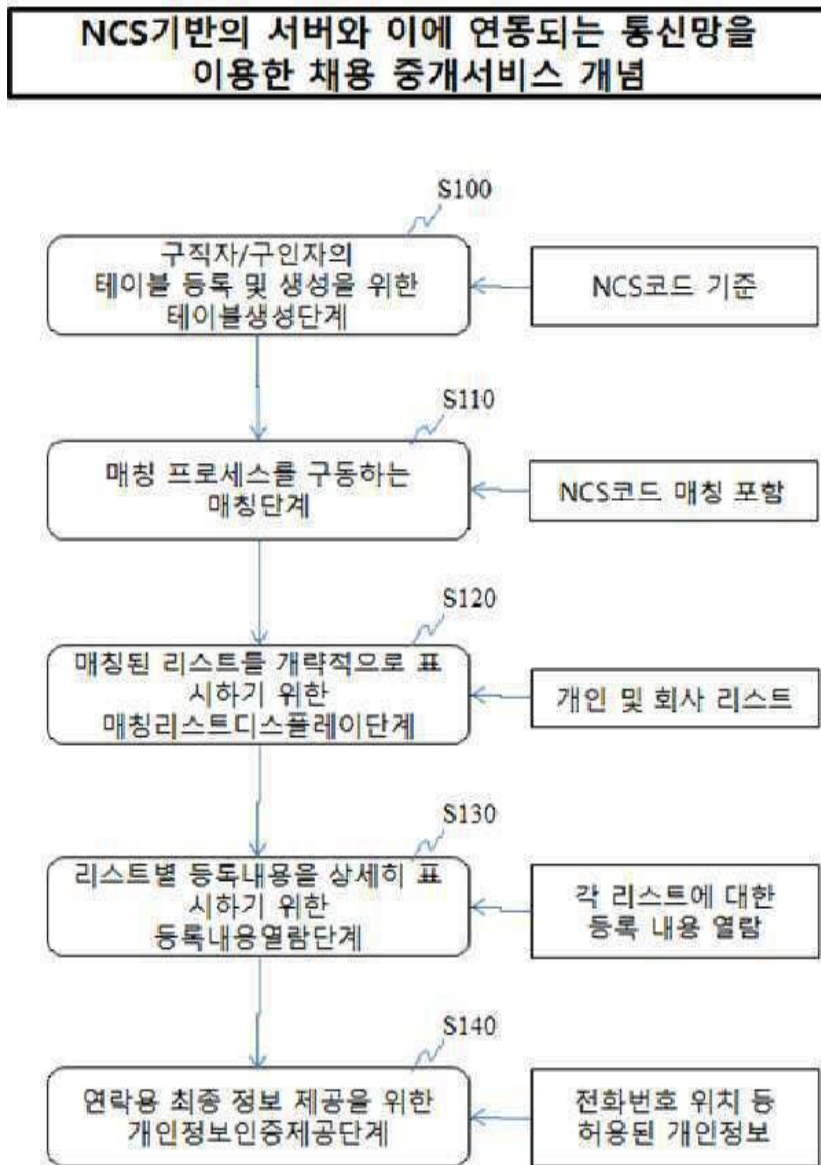 NCS기반의 서버와 이에 연동되는 통신망을
이용한 채용 중개서비스 개념
S100
구직자/구인자의
테이블 등록 및 생성을 위한
테이블생성단계
NCS코드 기준
S110
매칭 프로세스를 구동하는
매칭단계
NCS코드 매칭 포함
S120
매칭된 리스트를 개략적으로 표
시하기 위한
매칭리스트디스플레이단계
개인 및 회사 리스트
S130
리스트별 등록내용을 상세히 표
시하기 위한
등록내용열람단계
각 리스트에 대한
등록 내용 열람
S140
연락용 최종 정보 제공을 위한
개인정보인증제공단계
전화번호 위치 등
허용된 개인정보